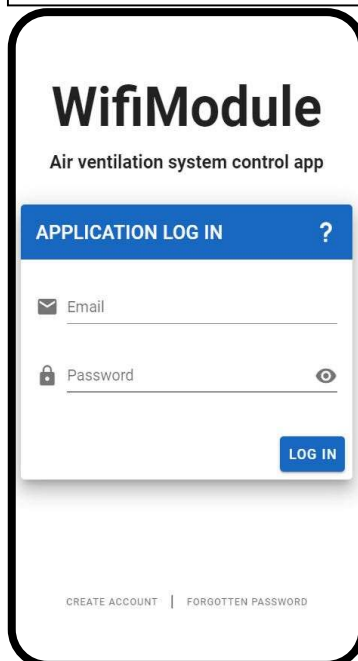 WifiModule
Air ventilation system control app
APPLICATION LOG IN ?
Email
Password
LOG IN
CREATE ACCOUNT | FORGOTTEN PASSWORD